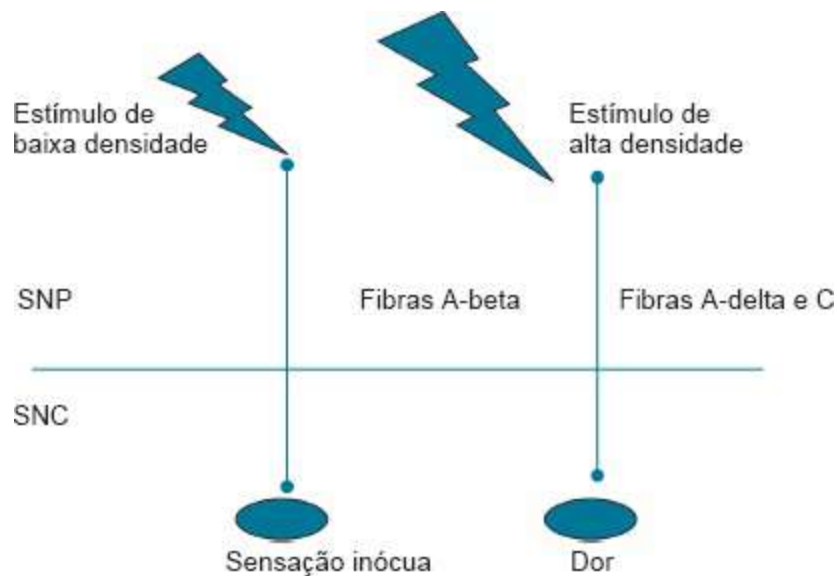 Estímulo de
baixa densidade
Estímulo de
alta densidade
SNP
Fibras A-beta
Fibras A-delta e C
SNC
Sensação inócua
Dor